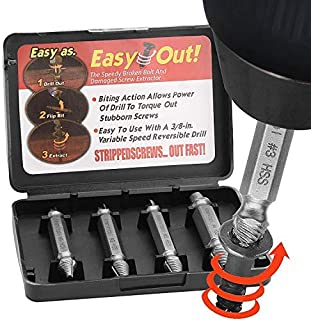 Easy as.
Easy Out!
The Speedy Broken Bolt And
Damaged Screw Extractor
1 Drill Out
2 Flip Bit
3 Extract
• Biting Action Allows Power
Of Drill To Torque Out
Stubborn Screws
• Easy To Use With A 3/8-in.
Variable Speed Reversible Drill
STRIPPED SCREWS... OUT FAST!
#3 HSS